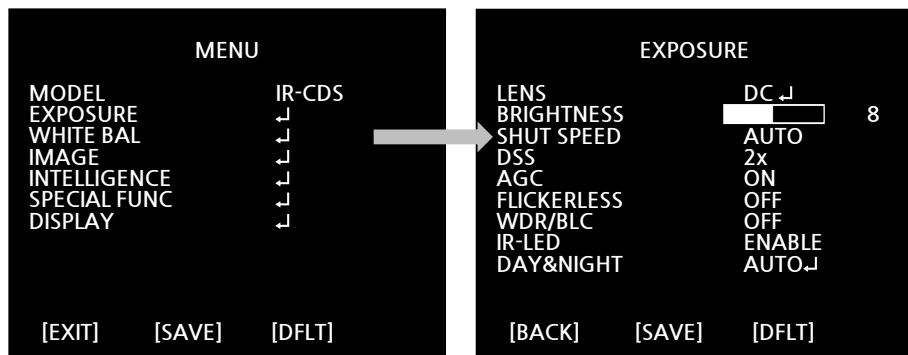 MENU
MODEL IR-CDS
EXPOSURE ↵
WHITE BAL ↵
IMAGE ↵
INTELLIGENCE ↵
SPECIAL FUNC ↵
DISPLAY ↵
[EXIT] [SAVE] [DFLT]
EXPOSURE
LENS DC ↵
BRIGHTNESS 8
SHUT SPEED AUTO
DSS 2x
AGC ON
FLICKERLESS OFF
WDR/BLC OFF
IR-LED ENABLE
DAY&NIGHT AUTO↵
[BACK] [SAVE] [DFLT]